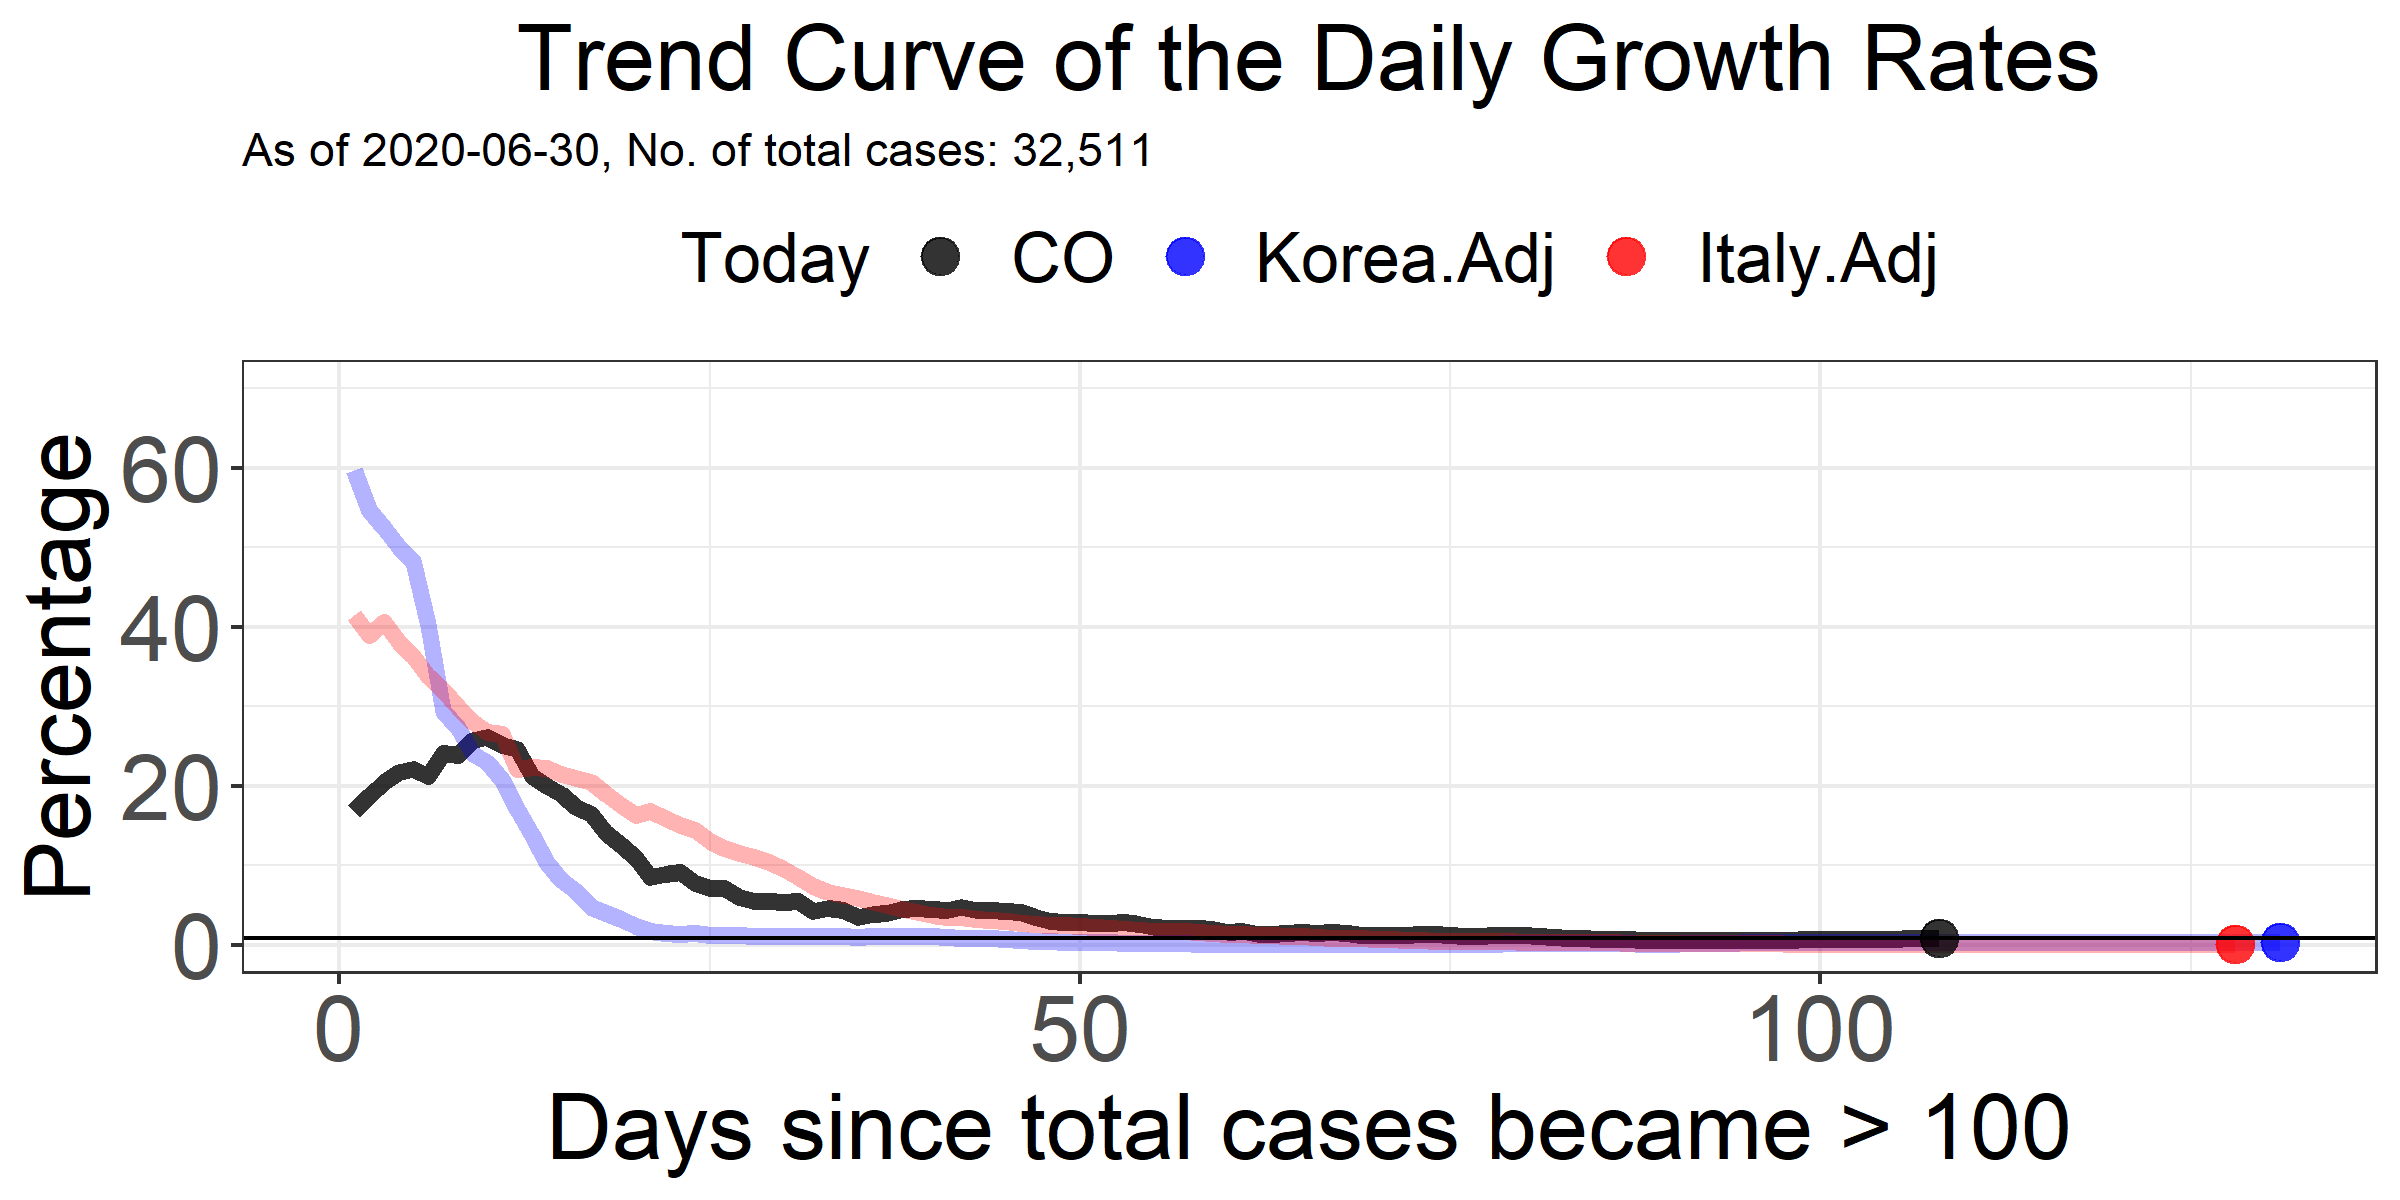 Trend Curve of the Daily Growth Rates
As of 2020-06-30, No. of total cases: 32,511
Today CO Korea.Adj Italy.Adj
Percentage
60
40
20
0
0 50 100
Days since total cases became > 100